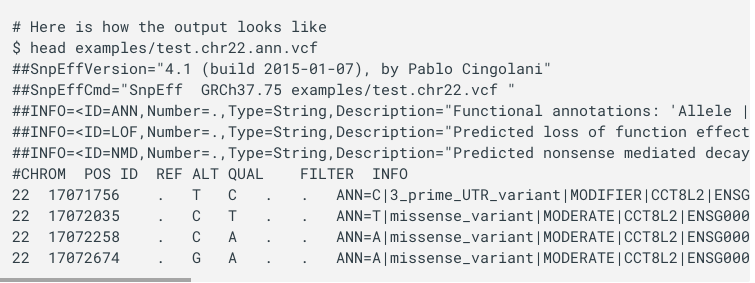 # Here is how the output looks like
$ head examples/test.chr22.ann.vcf
##SnpEffVersion="4.1 (build 2015-01-07), by Pablo Cingolani"
##SnpEffCmd="SnpEff  GRCh37.75 examples/test.chr22.vcf "
##INFO=<ID=ANN,Number=.,Type=String,Description="Functional annotations: 'Allele |
##INFO=<ID=LOF,Number=.,Type=String,Description="Predicted loss of function effect
##INFO=<ID=NMD,Number=.,Type=String,Description="Predicted nonsense mediated decay
#CHROM  POS ID  REF ALT QUAL    FILTER  INFO
22  17071756    .   T   C   .   .   ANN=C|3_prime_UTR_variant|MODIFIER|CCT8L2|ENSG
22  17072035    .   C   T   .   .   ANN=T|missense_variant|MODERATE|CCT8L2|ENSG000
22  17072258    .   C   A   .   .   ANN=A|missense_variant|MODERATE|CCT8L2|ENSG000
22  17072674    .   G   A   .   .   ANN=A|missense_variant|MODERATE|CCT8L2|ENSG000